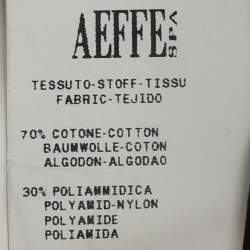 AEFFE SPA
TESSUTO-STOFF-TISSU
FABRIC-TEJIDO
70% COTONE-COTTON
BAUMWOLLE-COTON
ALGODON-ALGODAO
30% POLIAMMIDICA
POLYAMID-NYLON
POLYAMIDE
POLIAMIDA